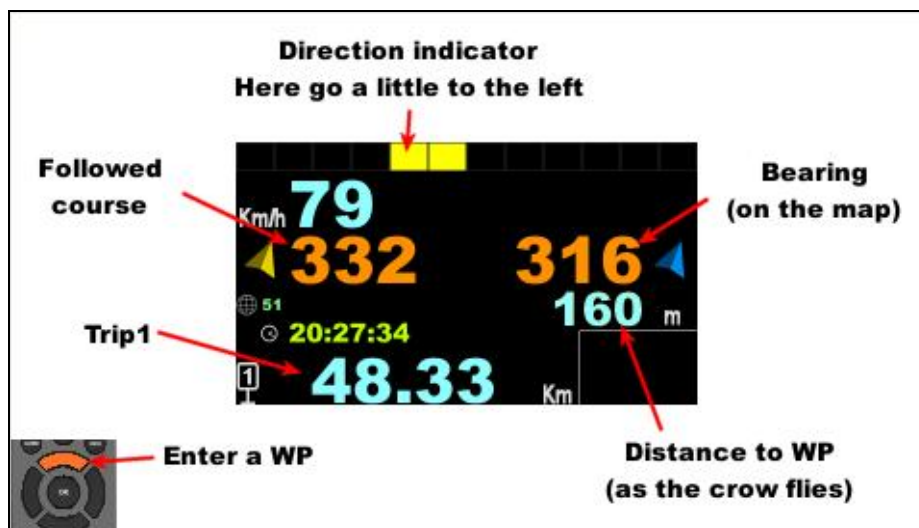 Direction indicator
Here go a little to the left
Followed
course
Bearing
(on the map)
Km/h 79
332 316
51
160 m
20:27:34
Trip1
1 48.33 Km
OK
Enter a WP
Distance to WP
(as the crow flies)